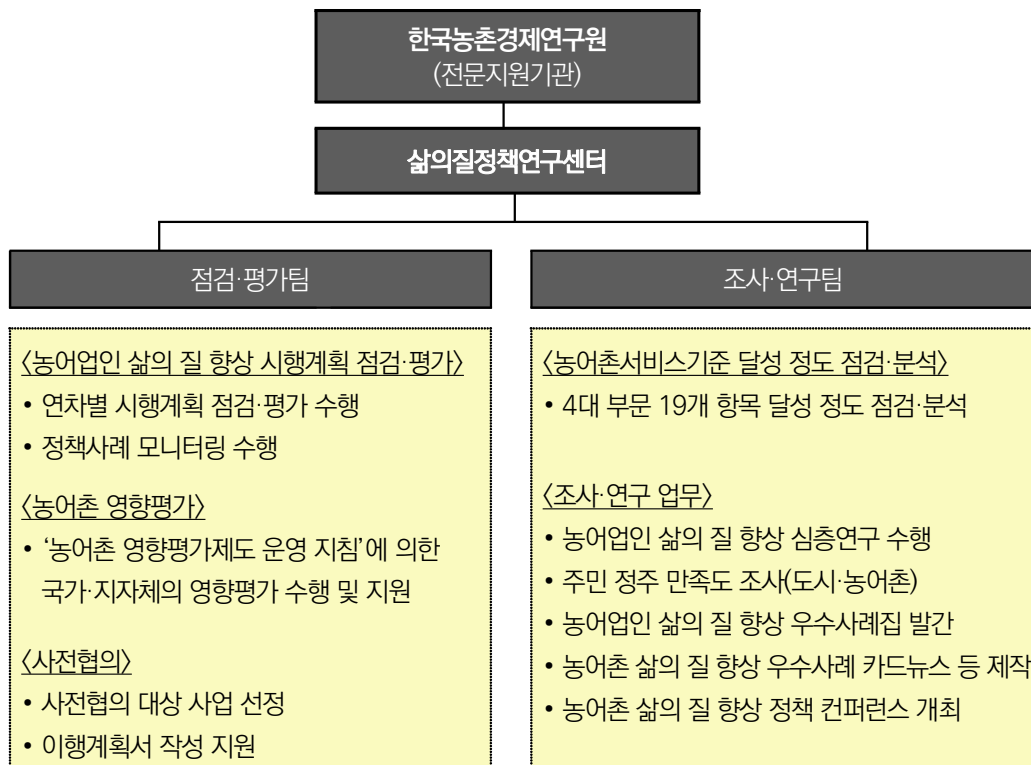 한국농촌경제연구원
(전문지원기관)
삶의질정책연구센터
점검·평가팀
〈농어업인 삶의 질 향상 시행계획 점검·평가〉
• 연차별 시행계획 점검·평가 수행
• 정책사례 모니터링 수행
〈농어촌 영향평가〉
• ‘농어촌 영향평가제도 운영 지침’에 의한
국가·지자체의 영향평가 수행 및 지원
〈사전협의〉
• 사전협의 대상 사업 선정
• 이행계획서 작성 지원
조사·연구팀
〈농어촌서비스기준 달성 정도 점검·분석〉
• 4대 부문 19개 항목 달성 정도 점검·분석
〈조사·연구 업무〉
• 농어업인 삶의 질 향상 심층연구 수행
• 주민 정주 만족도 조사(도시·농어촌)
• 농어업인 삶의 질 향상 우수사례집 발간
• 농어촌 삶의 질 향상 우수사례 카드뉴스 등 제작
• 농어촌 삶의 질 향상 정책 컨퍼런스 개최